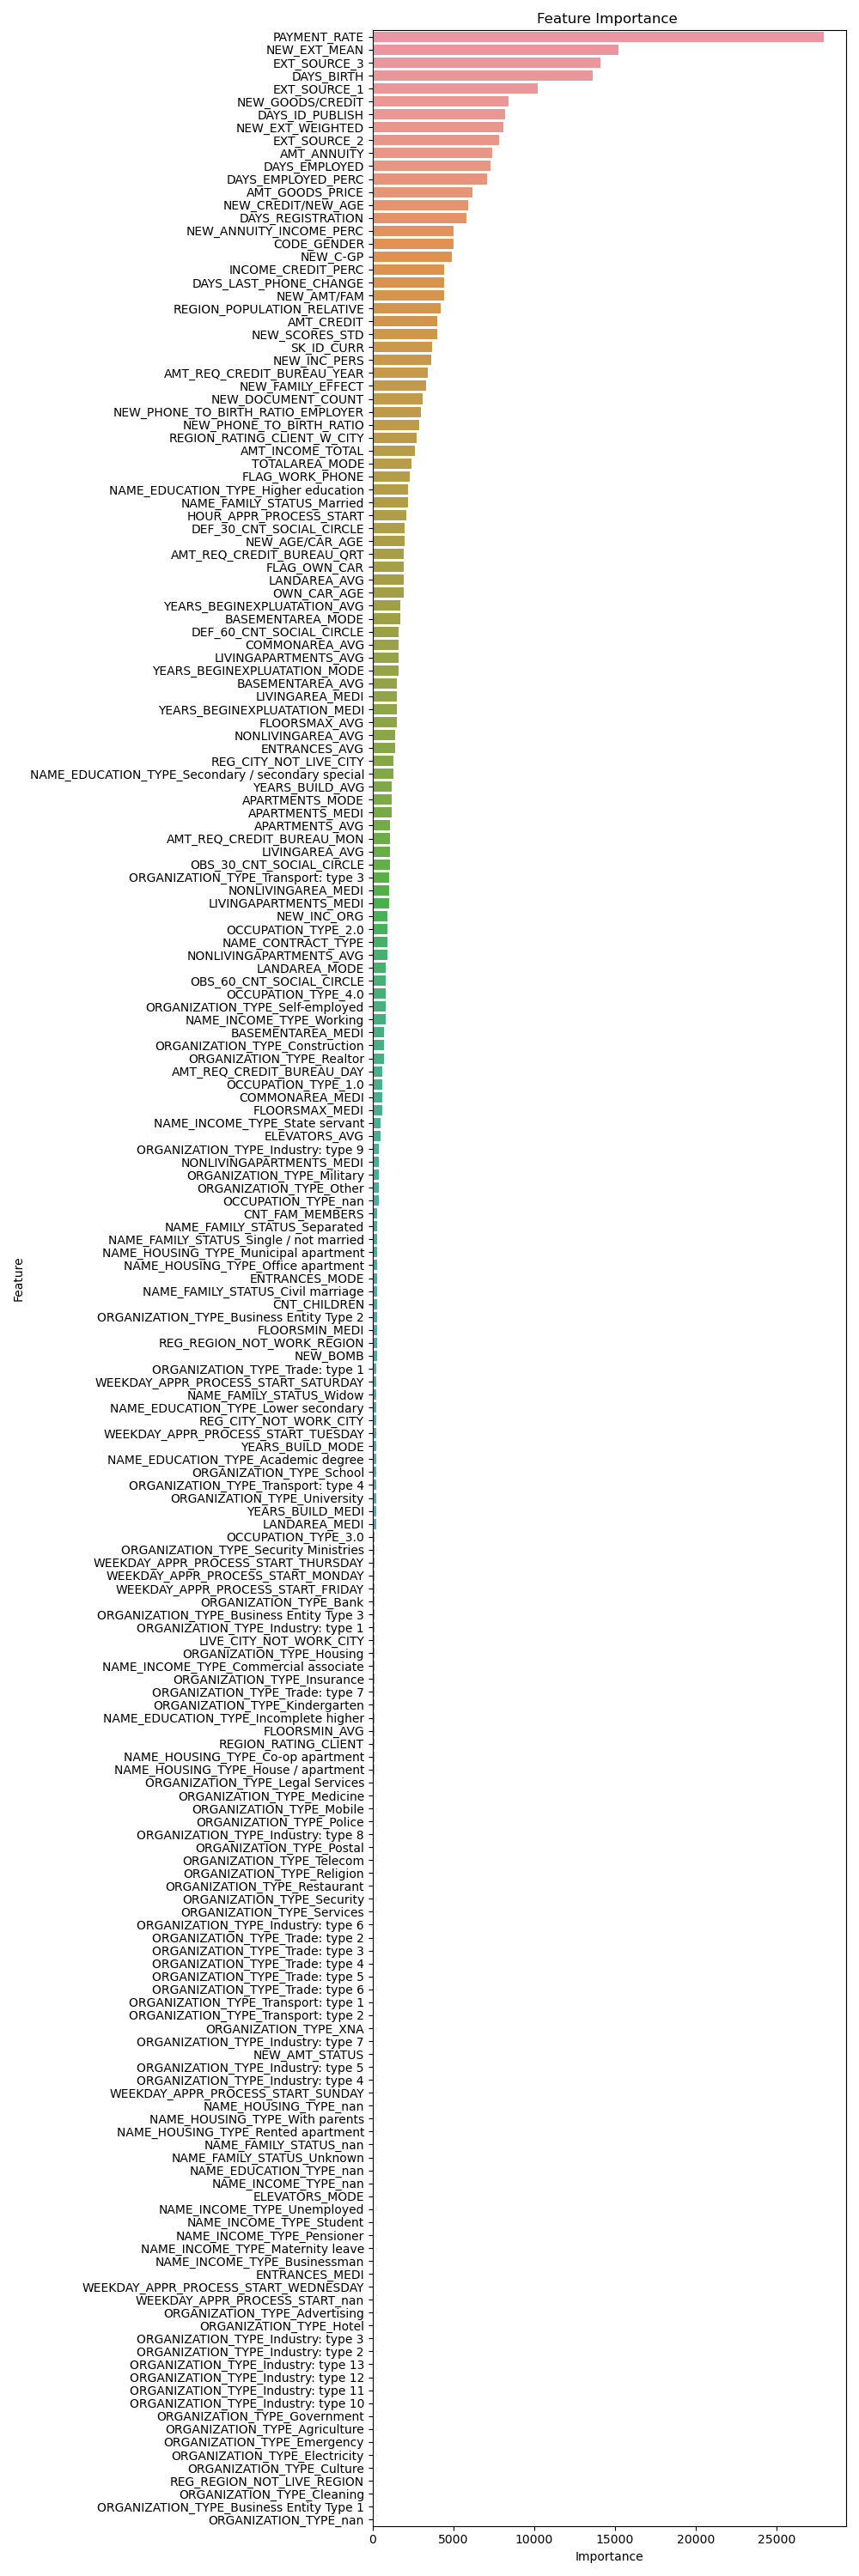 Feature Importance
PAYMENT_RATE
NEW_EXT_MEAN
EXT_SOURCE_3
DAYS_BIRTH
EXT_SOURCE_1
NEW_GOODS/CREDIT
DAYS_ID_PUBLISH
NEW_EXT_WEIGHTED
EXT_SOURCE_2
AMT_ANNUITY
DAYS_EMPLOYED
DAYS_EMPLOYED_PERC
AMT_GOODS_PRICE
NEW_CREDIT/NEW_AGE
DAYS_REGISTRATION
NEW_ANNUITY_INCOME_PERC
CODE_GENDER
NEW_C-GP
INCOME_CREDIT_PERC
DAYS_LAST_PHONE_CHANGE
NEW_AMT/FAM
REGION_POPULATION_RELATIVE
AMT_CREDIT
NEW_SCORES_STD
SK_ID_CURR
NEW_INC_PERS
AMT_REQ_CREDIT_BUREAU_YEAR
NEW_FAMILY_EFFECT
NEW_DOCUMENT_COUNT
NEW_PHONE_TO_BIRTH_RATIO_EMPLOYER
NEW_PHONE_TO_BIRTH_RATIO
REGION_RATING_CLIENT_W_CITY
AMT_INCOME_TOTAL
TOTALAREA_MODE
FLAG_WORK_PHONE
NAME_EDUCATION_TYPE_Higher education
NAME_FAMILY_STATUS_Married
HOUR_APPR_PROCESS_START
DEF_30_CNT_SOCIAL_CIRCLE
NEW_AGE/CAR_AGE
AMT_REQ_CREDIT_BUREAU_QRT
FLAG_OWN_CAR
LANDAREA_AVG
OWN_CAR_AGE
YEARS_BEGINEXPLUATATION_AVG
BASEMENTAREA_MODE
DEF_60_CNT_SOCIAL_CIRCLE
COMMONAREA_AVG
LIVINGAPARTMENTS_AVG
YEARS_BEGINEXPLUATATION_MODE
BASEMENTAREA_AVG
LIVINGAREA_MEDI
YEARS_BEGINEXPLUATATION_MEDI
FLOORSMAX_AVG
NONLIVINGAREA_AVG
ENTRANCES_AVG
REG_CITY_NOT_LIVE_CITY
NAME_EDUCATION_TYPE_Secondary / secondary special
YEARS_BUILD_AVG
APARTMENTS_MODE
APARTMENTS_MEDI
APARTMENTS_AVG
AMT_REQ_CREDIT_BUREAU_MON
LIVINGAREA_AVG
OBS_30_CNT_SOCIAL_CIRCLE
ORGANIZATION_TYPE_Transport: type 3
NONLIVINGAREA_MEDI
LIVINGAPARTMENTS_MEDI
NEW_INC_ORG
OCCUPATION_TYPE_2.0
NAME_CONTRACT_TYPE
NONLIVINGAPARTMENTS_AVG
LANDAREA_MODE
OBS_60_CNT_SOCIAL_CIRCLE
OCCUPATION_TYPE_4.0
ORGANIZATION_TYPE_Self-employed
NAME_INCOME_TYPE_Working
BASEMENTAREA_MEDI
ORGANIZATION_TYPE_Construction
ORGANIZATION_TYPE_Realtor
AMT_REQ_CREDIT_BUREAU_DAY
OCCUPATION_TYPE_1.0
COMMONAREA_MEDI
FLOORSMAX_MEDI
NAME_INCOME_TYPE_State servant
ELEVATORS_AVG
ORGANIZATION_TYPE_Industry: type 9
NONLIVINGAPARTMENTS_MEDI
ORGANIZATION_TYPE_Military
ORGANIZATION_TYPE_Other
OCCUPATION_TYPE_nan
CNT_FAM_MEMBERS
NAME_FAMILY_STATUS_Separated
NAME_FAMILY_STATUS_Single / not married
NAME_HOUSING_TYPE_Municipal apartment
NAME_HOUSING_TYPE_Office apartment
ENTRANCES_MODE
NAME_FAMILY_STATUS_Civil marriage
CNT_CHILDREN
ORGANIZATION_TYPE_Business Entity Type 2
FLOORSMIN_MEDI
REG_REGION_NOT_WORK_REGION
NEW_BOMB
ORGANIZATION_TYPE_Trade: type 1
WEEKDAY_APPR_PROCESS_START_SATURDAY
NAME_FAMILY_STATUS_Widow
NAME_EDUCATION_TYPE_Lower secondary
REG_CITY_NOT_WORK_CITY
WEEKDAY_APPR_PROCESS_START_TUESDAY
YEARS_BUILD_MODE
NAME_EDUCATION_TYPE_Academic degree
ORGANIZATION_TYPE_School
ORGANIZATION_TYPE_Transport: type 4
ORGANIZATION_TYPE_University
YEARS_BUILD_MEDI
LANDAREA_MEDI
OCCUPATION_TYPE_3.0
ORGANIZATION_TYPE_Security Ministries
WEEKDAY_APPR_PROCESS_START_THURSDAY
WEEKDAY_APPR_PROCESS_START_MONDAY
WEEKDAY_APPR_PROCESS_START_FRIDAY
ORGANIZATION_TYPE_Bank
ORGANIZATION_TYPE_Business Entity Type 3
ORGANIZATION_TYPE_Industry: type 1
LIVE_CITY_NOT_WORK_CITY
ORGANIZATION_TYPE_Housing
NAME_INCOME_TYPE_Commercial associate
ORGANIZATION_TYPE_Insurance
ORGANIZATION_TYPE_Trade: type 7
ORGANIZATION_TYPE_Kindergarten
NAME_EDUCATION_TYPE_Incomplete higher
FLOORSMIN_AVG
REGION_RATING_CLIENT
NAME_HOUSING_TYPE_Co-op apartment
NAME_HOUSING_TYPE_House / apartment
ORGANIZATION_TYPE_Legal Services
ORGANIZATION_TYPE_Medicine
ORGANIZATION_TYPE_Mobile
ORGANIZATION_TYPE_Police
ORGANIZATION_TYPE_Industry: type 8
ORGANIZATION_TYPE_Postal
ORGANIZATION_TYPE_Telecom
ORGANIZATION_TYPE_Religion
ORGANIZATION_TYPE_Restaurant
ORGANIZATION_TYPE_Security
ORGANIZATION_TYPE_Services
ORGANIZATION_TYPE_Industry: type 6
ORGANIZATION_TYPE_Trade: type 2
ORGANIZATION_TYPE_Trade: type 3
ORGANIZATION_TYPE_Trade: type 4
ORGANIZATION_TYPE_Trade: type 5
ORGANIZATION_TYPE_Trade: type 6
ORGANIZATION_TYPE_Transport: type 1
ORGANIZATION_TYPE_Transport: type 2
ORGANIZATION_TYPE_XNA
ORGANIZATION_TYPE_Industry: type 7
NEW_AMT_STATUS
ORGANIZATION_TYPE_Industry: type 5
ORGANIZATION_TYPE_Industry: type 4
WEEKDAY_APPR_PROCESS_START_SUNDAY
NAME_HOUSING_TYPE_nan
NAME_HOUSING_TYPE_With parents
NAME_HOUSING_TYPE_Rented apartment
NAME_FAMILY_STATUS_nan
NAME_FAMILY_STATUS_Unknown
NAME_EDUCATION_TYPE_nan
NAME_INCOME_TYPE_nan
ELEVATORS_MODE
NAME_INCOME_TYPE_Unemployed
NAME_INCOME_TYPE_Student
NAME_INCOME_TYPE_Pensioner
NAME_INCOME_TYPE_Maternity leave
NAME_INCOME_TYPE_Businessman
ENTRANCES_MEDI
WEEKDAY_APPR_PROCESS_START_WEDNESDAY
WEEKDAY_APPR_PROCESS_START_nan
ORGANIZATION_TYPE_Advertising
ORGANIZATION_TYPE_Hotel
ORGANIZATION_TYPE_Industry: type 3
ORGANIZATION_TYPE_Industry: type 2
ORGANIZATION_TYPE_Industry: type 13
ORGANIZATION_TYPE_Industry: type 12
ORGANIZATION_TYPE_Industry: type 11
ORGANIZATION_TYPE_Industry: type 10
ORGANIZATION_TYPE_Government
ORGANIZATION_TYPE_Agriculture
ORGANIZATION_TYPE_Emergency
ORGANIZATION_TYPE_Electricity
ORGANIZATION_TYPE_Culture
REG_REGION_NOT_LIVE_REGION
ORGANIZATION_TYPE_Cleaning
ORGANIZATION_TYPE_Business Entity Type 1
ORGANIZATION_TYPE_nan
Feature
0 5000 10000 15000 20000 25000
Importance